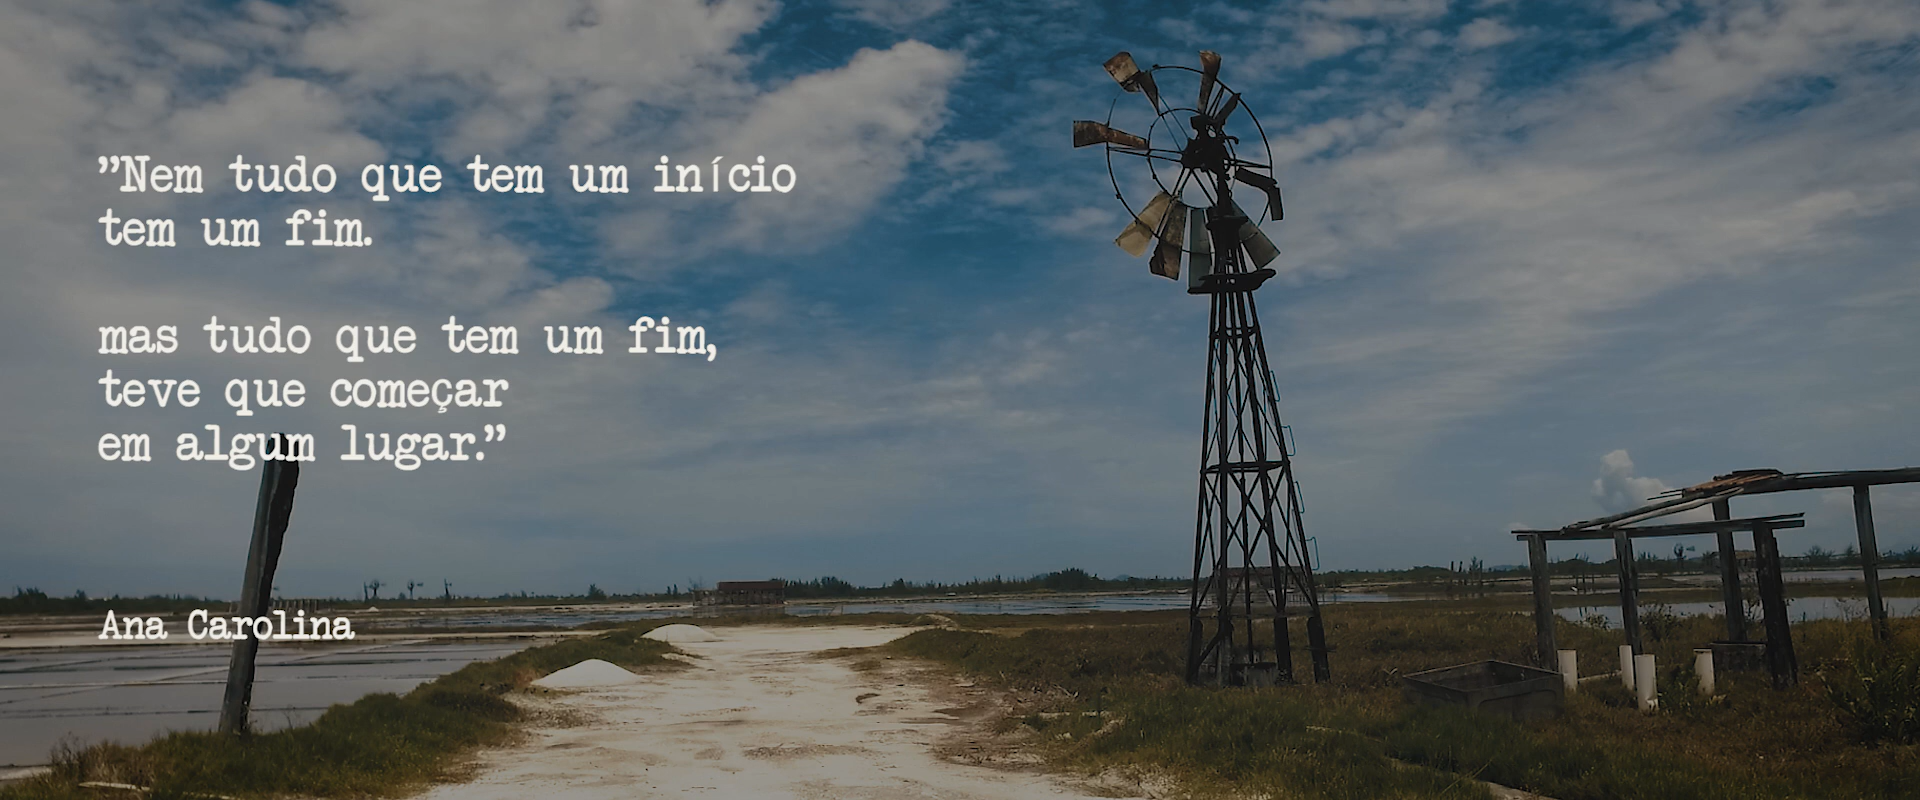 ”Nem tudo que tem um início
tem um fim.
mas tudo que tem um fim,
teve que começar
em algum lugar.”
Ana Carolina